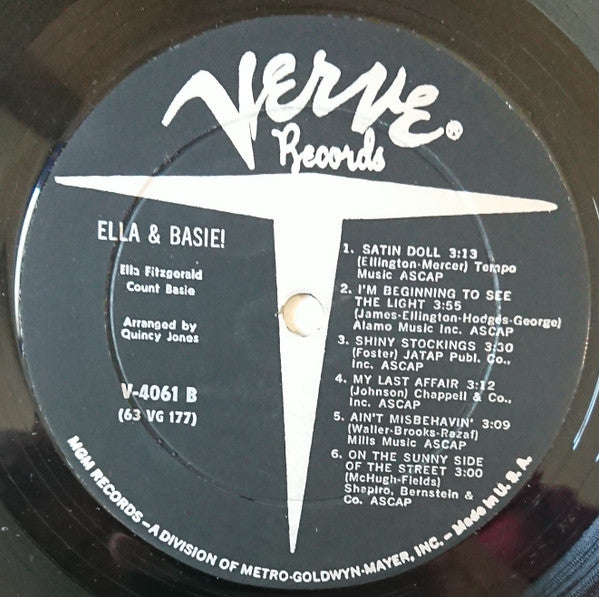 VERVE®
Records
ELLA & BASIE!
Ella Fitzgerald
Count Basie
Arranged by
Quincy Jones
V-4061 B
(63 VG 177)
1. SATIN DOLL 3:13
(Ellington-Mercer) Tempo
Music ASCAP
2. I'M BEGINNING TO SEE
THE LIGHT 3:55
(James-Ellington-Hodges-George)
Alamo Music Inc. ASCAP
3. SHINY STOCKINGS 3:30
(Foster) JATAP Publ. Co.,
Inc. ASCAP
4. MY LAST AFFAIR 3:12
(Johnson) Chappell & Co.,
Inc. ASCAP
5. AIN'T MISBEHAVIN' 3:09
(Waller-Brooks-Razaf)
Mills Music ASCAP
6. ON THE SUNNY SIDE
OF THE STREET 3:00
(McHugh-Fields)
Shapiro, Bernstein &
Co. ASCAP
MGM RECORDS – A DIVISION OF METRO-GOLDWYN-MAYER, INC. – Made in U. S. A.